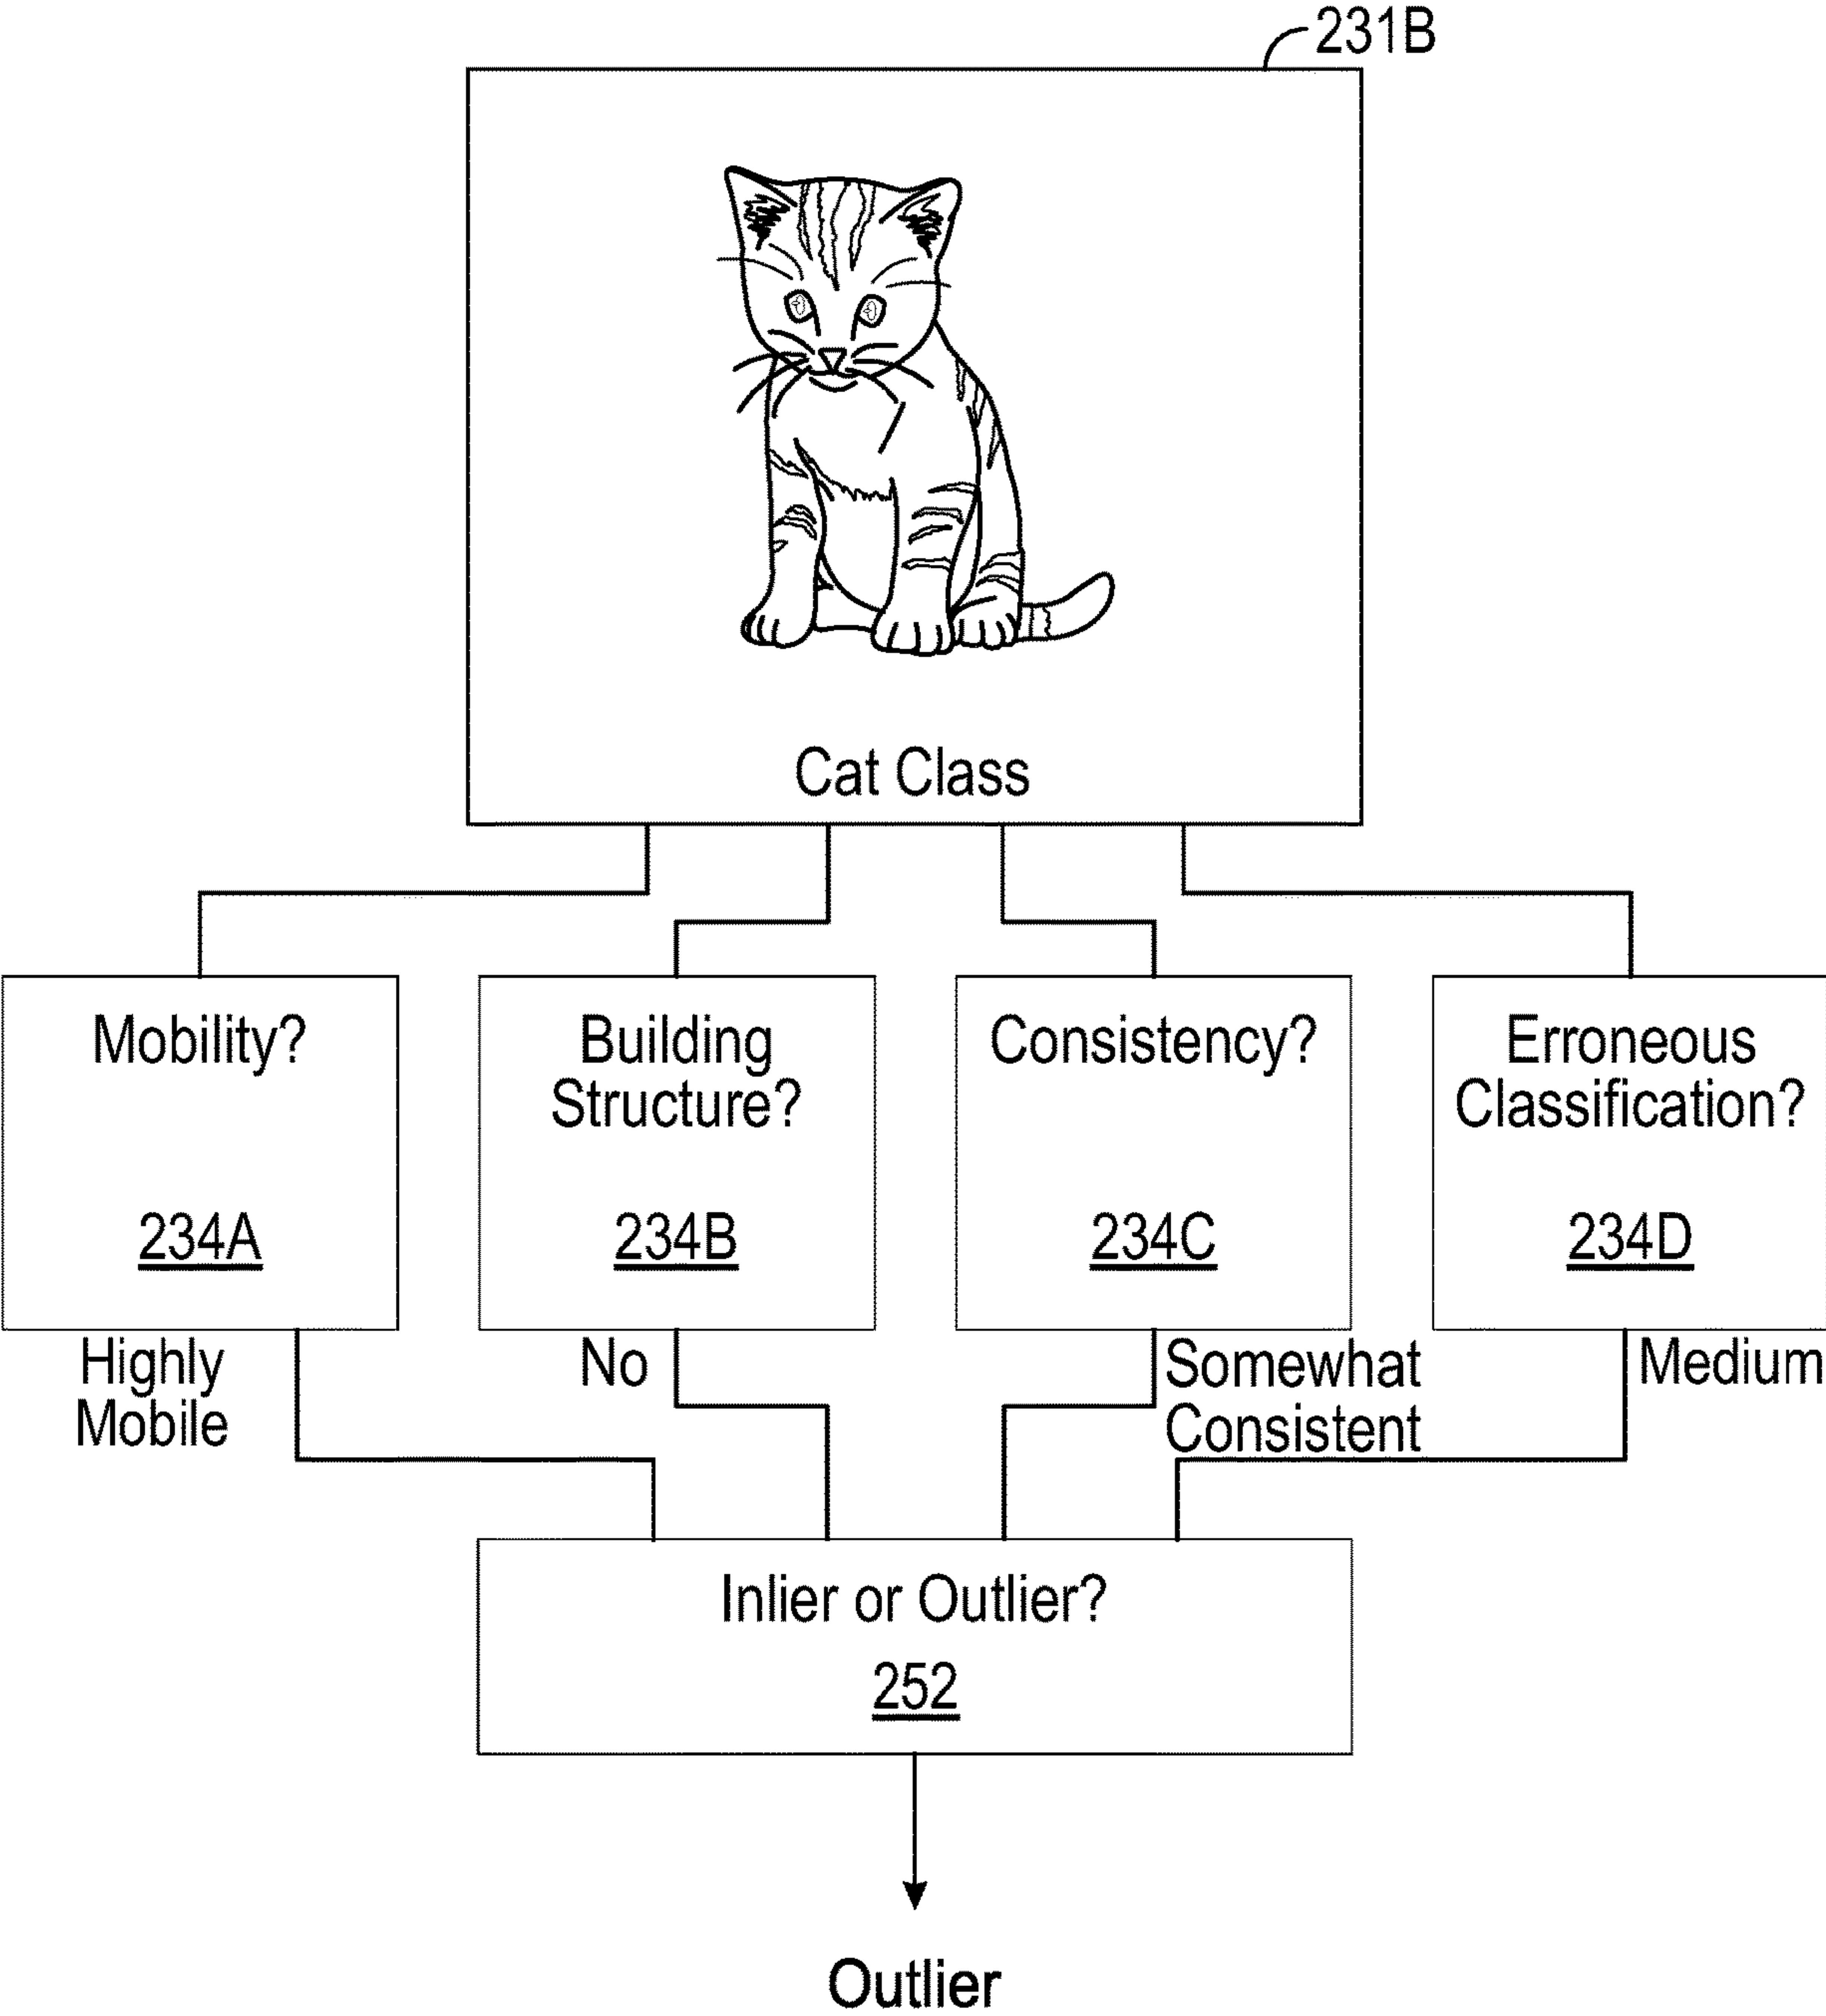 231B
Cat Class
Mobility?
234A
Building
Structure?
234B
Consistency?
234C
Erroneous
Classification?
234D
Highly
Mobile
No
Somewhat
Consistent
Medium
Inlier or Outlier?
252
Outlier